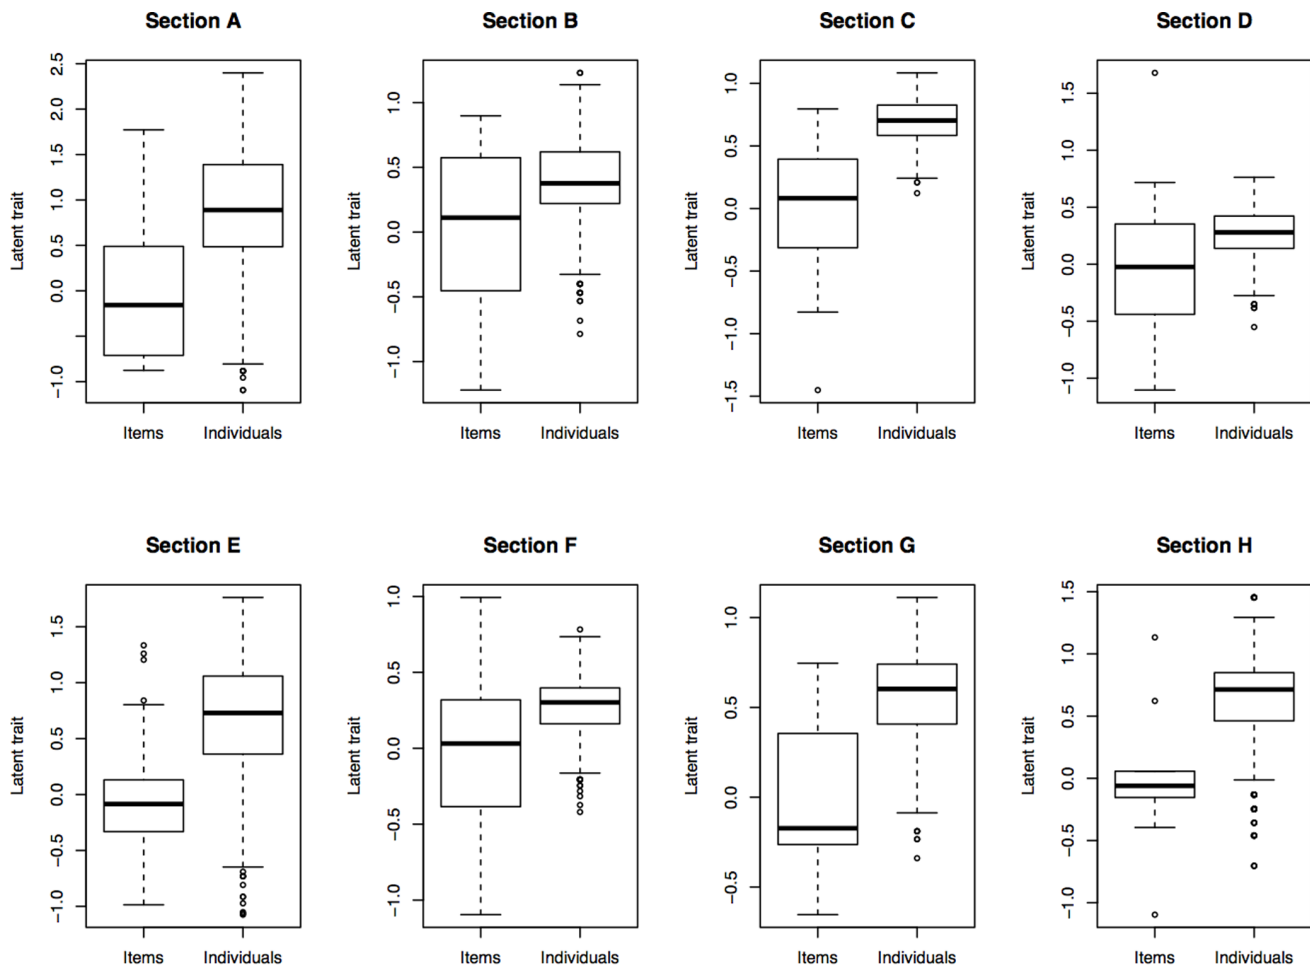 Section A
Latent trait
2.5
2.0
1.5
1.0
0.5
0.0
−1.0
Items Individuals
Section B
Latent trait
1.0
0.5
0.0
−0.5
−1.0
Items Individuals
Section C
Latent trait
1.0
0.5
0.0
−0.5
−1.0
−1.5
Items Individuals
Section D
Latent trait
1.5
1.0
0.5
0.0
−0.5
−1.0
Items Individuals
Section E
Latent trait
1.5
1.0
0.5
0.0
−0.5
−1.0
Items Individuals
Section F
Latent trait
1.0
0.5
0.0
−0.5
−1.0
Items Individuals
Section G
Latent trait
1.0
0.5
0.0
−0.5
Items Individuals
Section H
Latent trait
1.5
1.0
0.5
0.0
−0.5
−1.0
Items Individuals